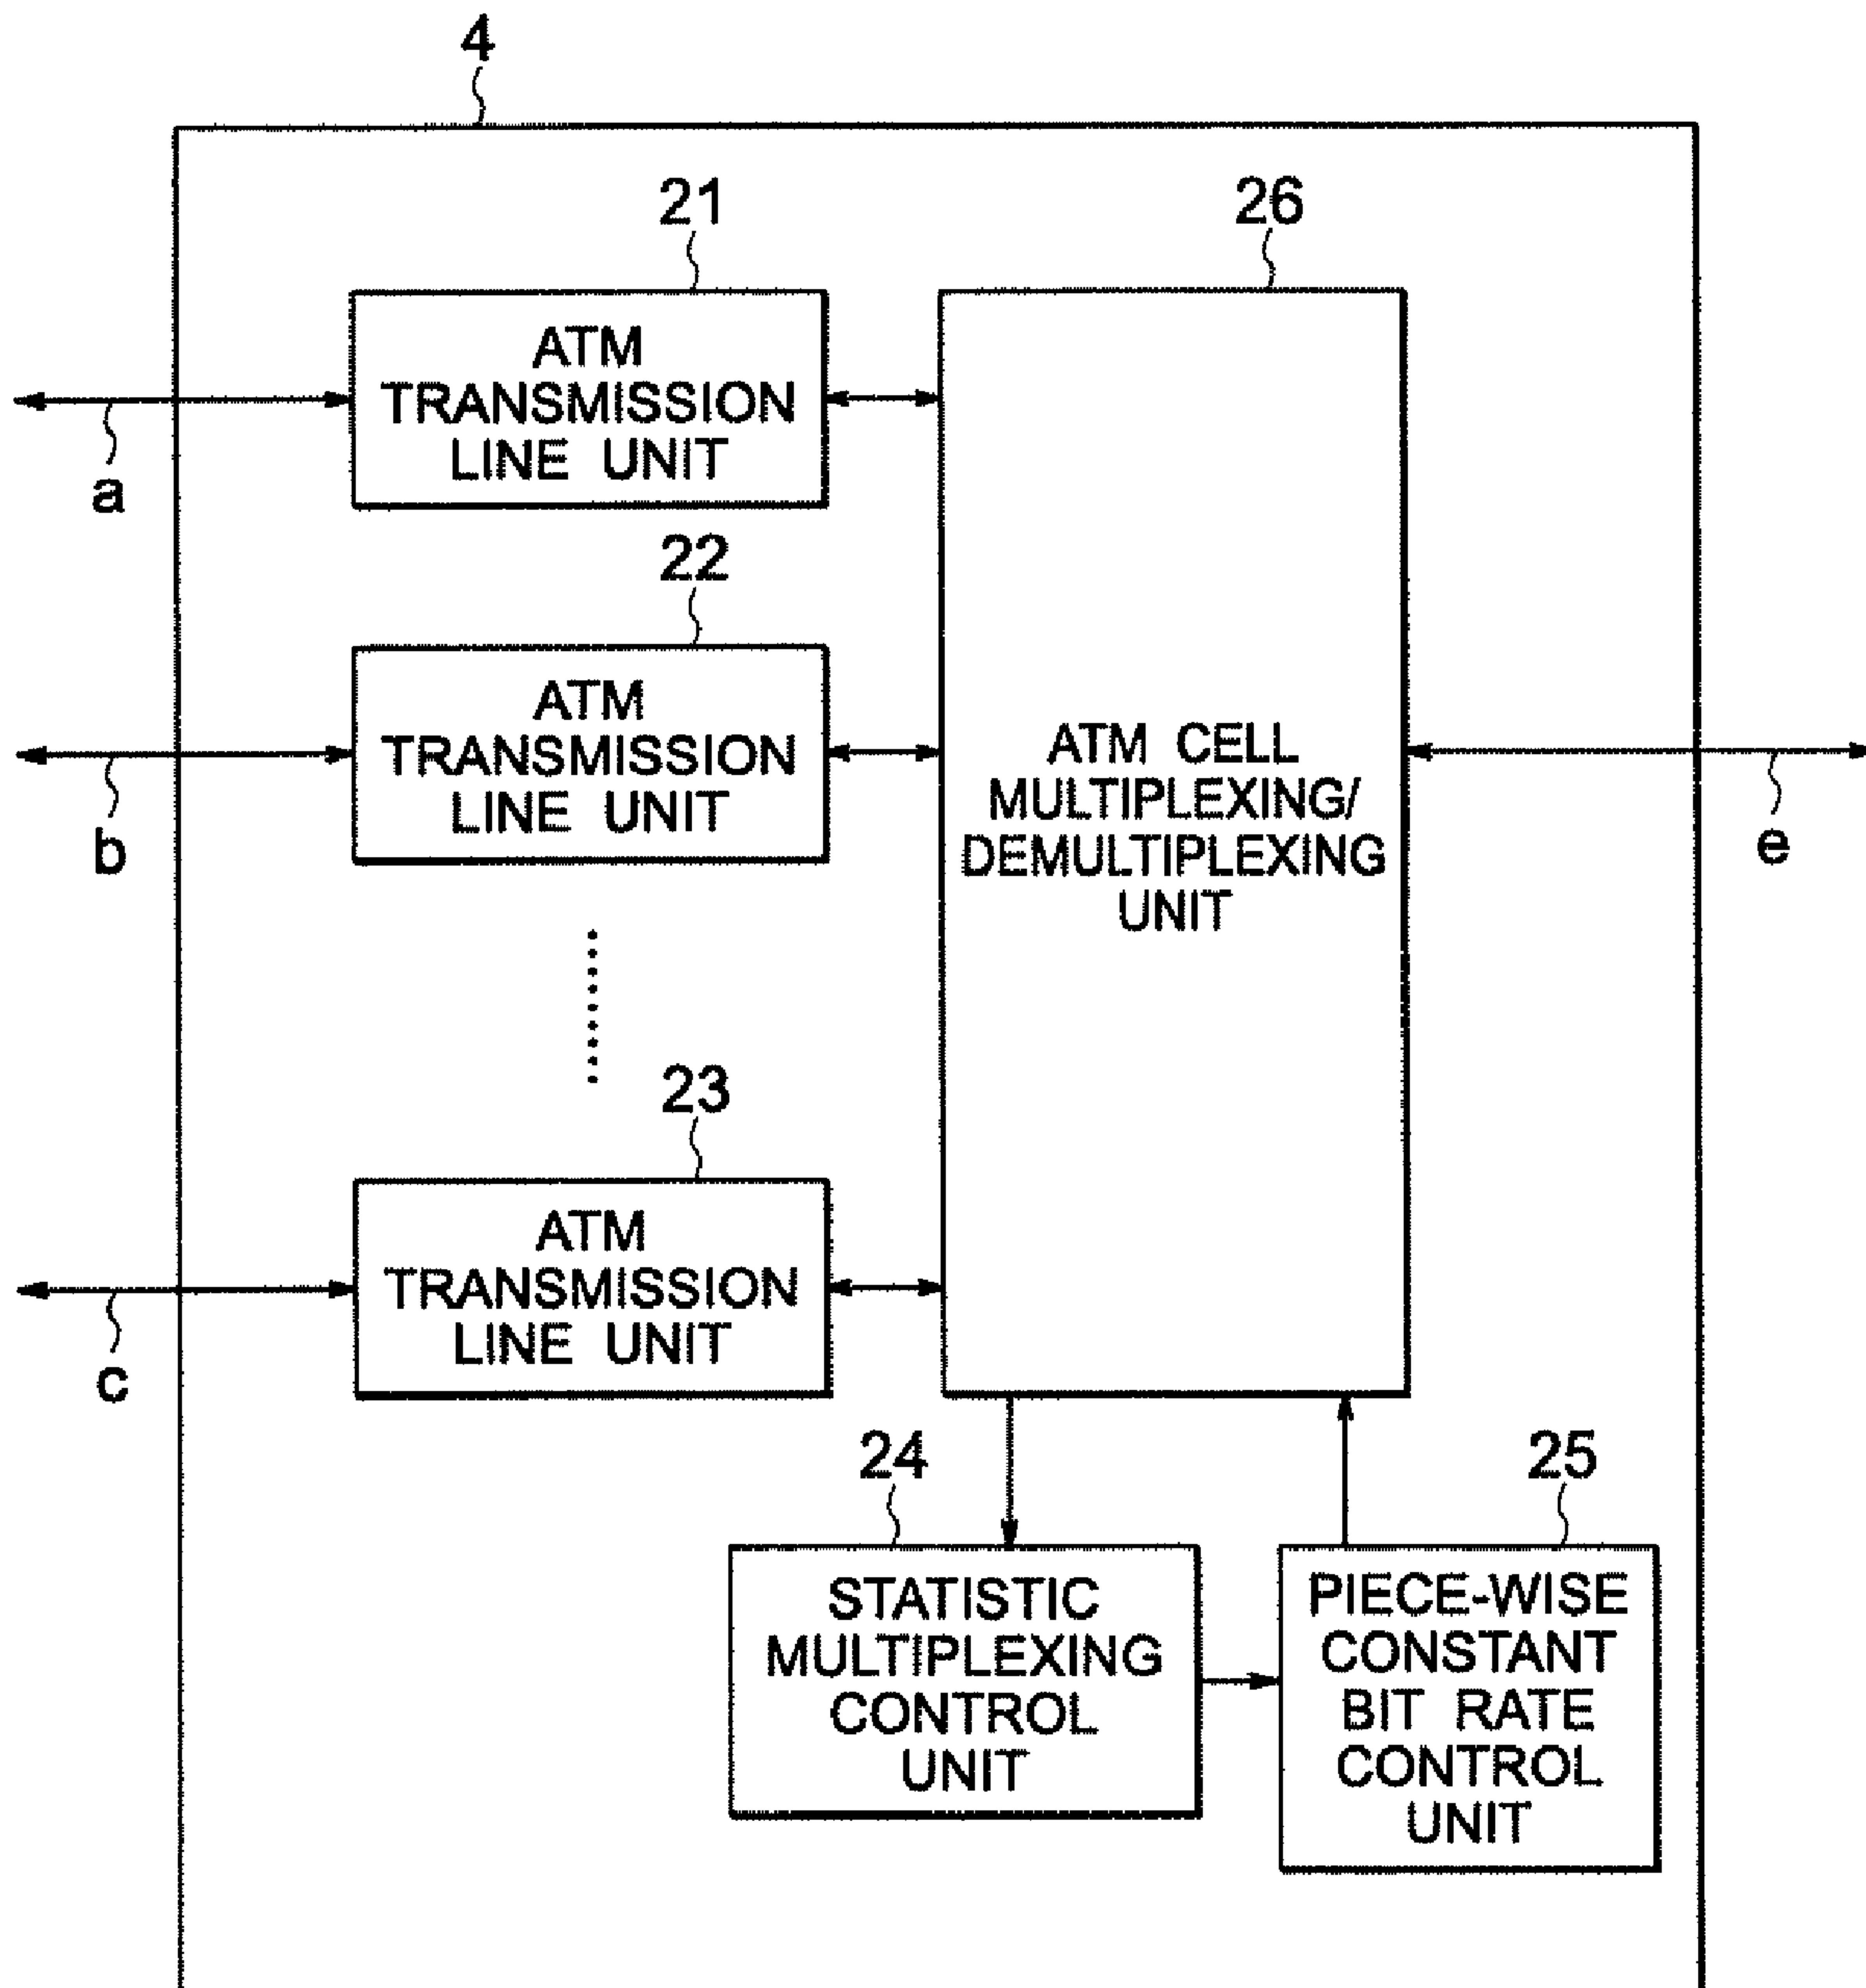 4
21
26
ATM
TRANSMISSION
LINE UNIT
a
22
ATM
TRANSMISSION
LINE UNIT
b
ATM CELL
MULTIPLEXING/
DEMULTIPLEXING
UNIT
e
23
ATM
TRANSMISSION
LINE UNIT
c
24
25
STATISTIC
MULTIPLEXING
CONTROL
UNIT
PIECE-WISE
CONSTANT
BIT RATE
CONTROL
UNIT